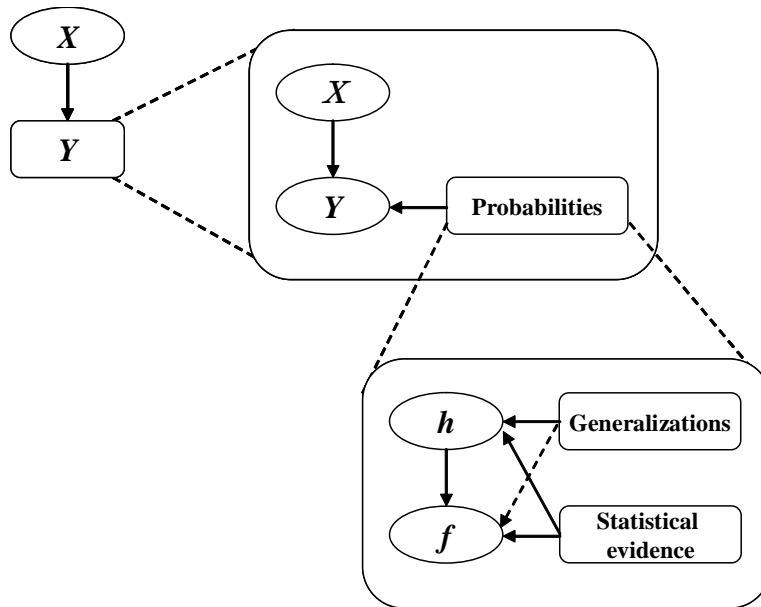 X
Y
X
Y
Probabilities
h
Generalizations
f
Statistical
evidence